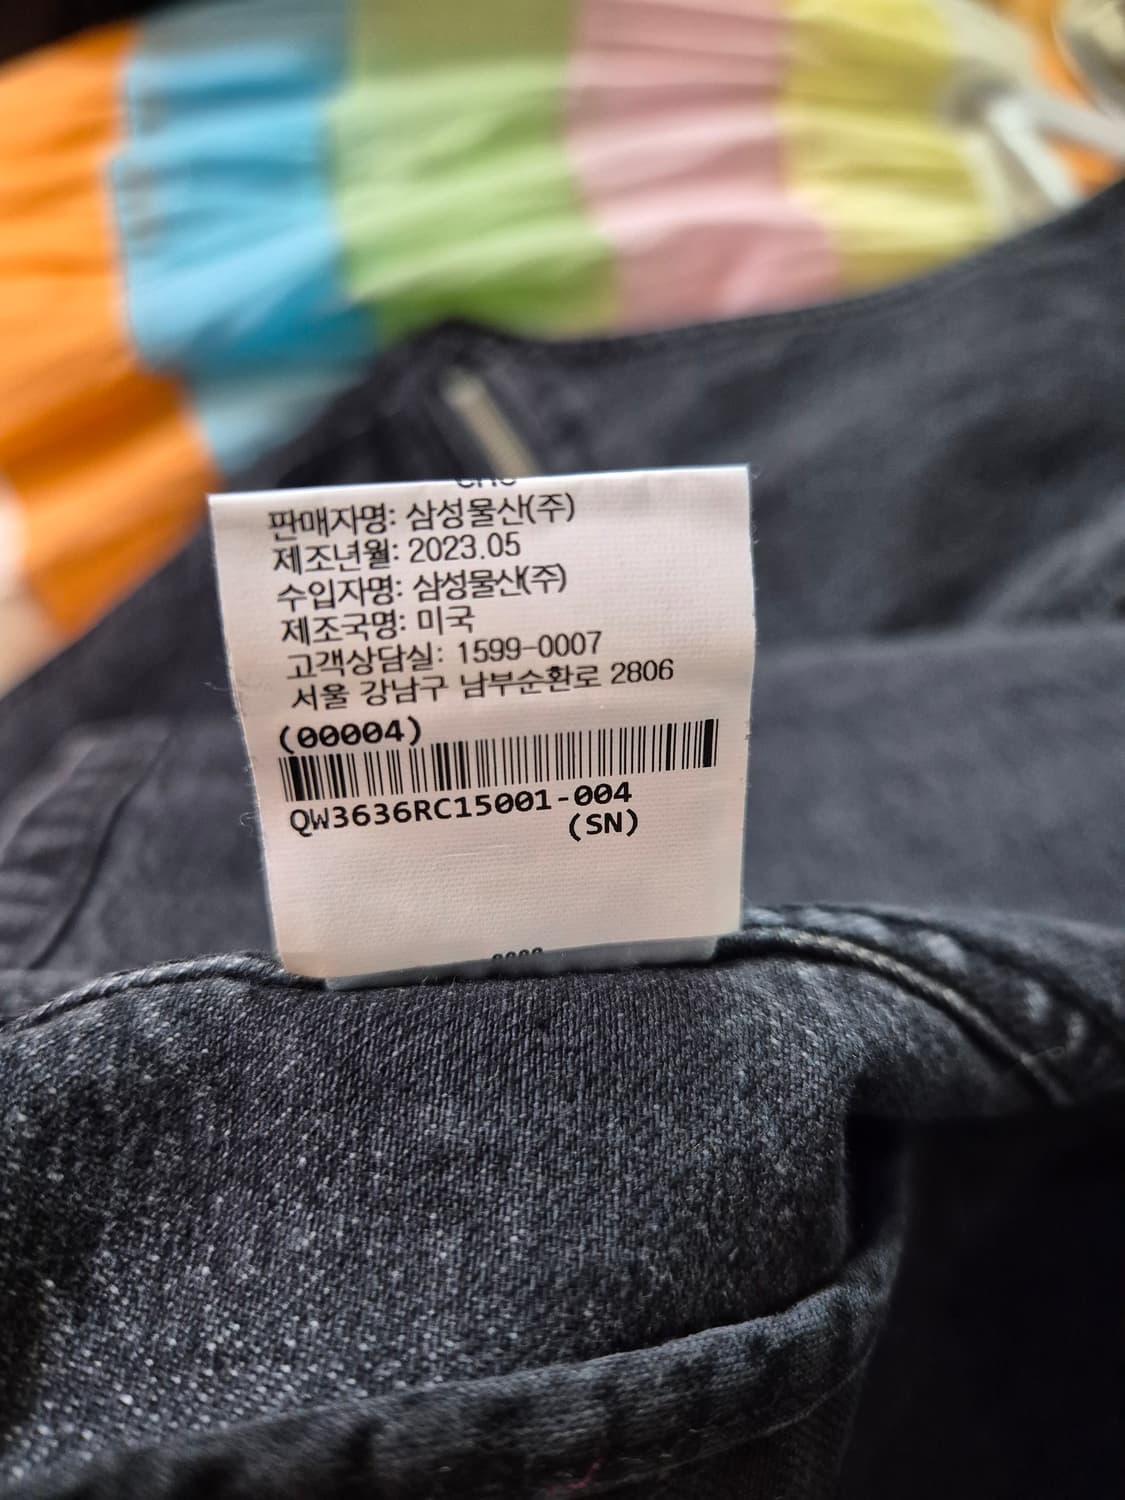 판매자명: 삼성물산(주)
제조년월: 2023.05
수입자명: 삼성물산(주)
제조국명: 미국
고객상담실: 1599-0007
서울 강남구 남부순환로 2806
(00004)
QW3636RC15001-004
(SN)